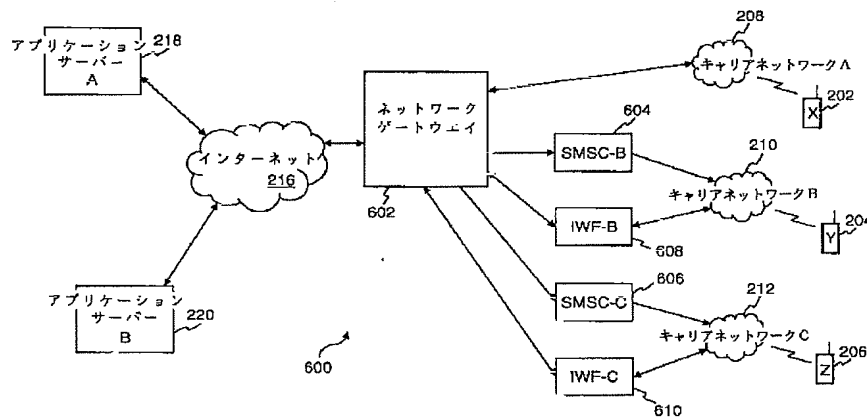 アプリケーション
サーバー
A
218
インターネット
216
アプリケーション
サーバー
B
220
ネットワーク
ゲートウエイ
602
600
208
キャリアネットワークA
X
202
604
SMSC-B
210
キャリアネットワークB
IWF-B
608
Y
204
606
SMSC-C
212
キャリアネットワークC
IWF-C
610
Z
206